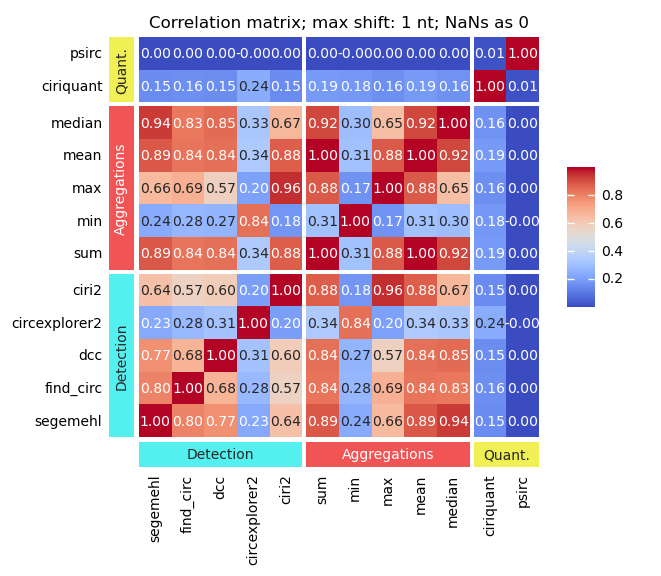 Correlation matrix; max shift: 1 nt; NaNs as 0
psirc 0.00 0.00 0.00 -0.00 0.00 0.00 -0.00 0.00 0.00 0.00 0.01 1.00
ciriquant 0.15 0.16 0.15 0.24 0.15 0.19 0.18 0.16 0.19 0.16 1.00 0.01
Quant.
median 0.94 0.83 0.85 0.33 0.67 0.92 0.30 0.65 0.92 1.00 0.16 0.00
mean 0.89 0.84 0.84 0.34 0.88 1.00 0.31 0.88 1.00 0.92 0.19 0.00
max 0.66 0.69 0.57 0.20 0.96 0.88 0.17 1.00 0.88 0.65 0.16 0.00
min 0.24 0.28 0.27 0.84 0.18 0.31 1.00 0.17 0.31 0.30 0.18 -0.00
sum 0.89 0.84 0.84 0.34 0.88 1.00 0.31 0.88 1.00 0.92 0.19 0.00
Aggregations
ciri2 0.64 0.57 0.60 0.20 1.00 0.88 0.18 0.96 0.88 0.67 0.15 0.00
circexplorer2 0.23 0.28 0.31 1.00 0.20 0.34 0.84 0.20 0.34 0.33 0.24 -0.00
dcc 0.77 0.68 1.00 0.31 0.60 0.84 0.27 0.57 0.84 0.85 0.15 0.00
find_circ 0.80 1.00 0.68 0.28 0.57 0.84 0.28 0.69 0.84 0.83 0.16 0.00
segemehl 1.00 0.80 0.77 0.23 0.64 0.89 0.24 0.66 0.89 0.94 0.15 0.00
Detection
Detection Aggregations Quant.
segemehl
find_circ
dcc
circexplorer2
ciri2
sum
min
max
mean
median
ciriquant
psirc
0.8
0.6
0.4
0.2